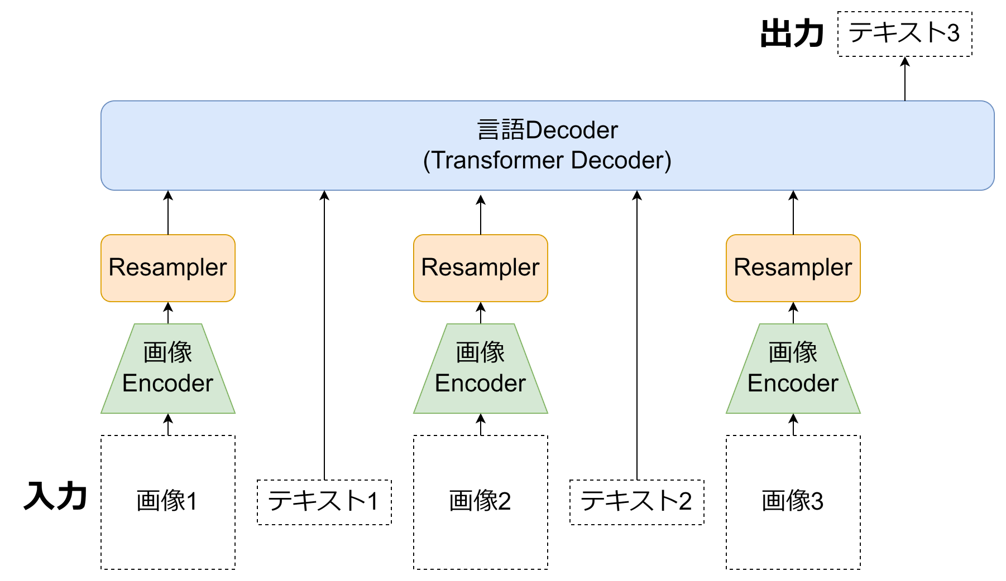 出力
テキスト3
言語Decoder
(Transformer Decoder)
Resampler
Resampler
Resampler
画像
Encoder
画像
Encoder
画像
Encoder
入力
画像1
テキスト1
画像2
テキスト2
画像3